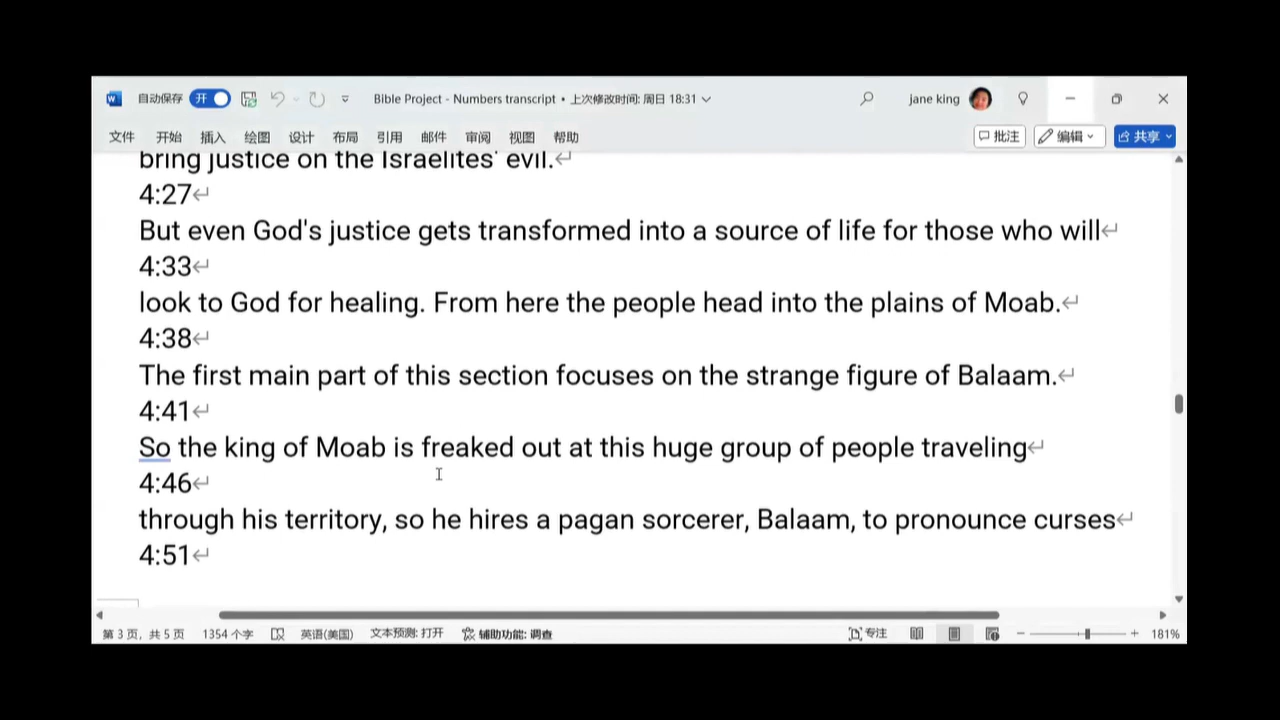 自动保存 开 Bible Project - Numbers transcript • 上次修改时间: 周日 18:31 jane king
文件 开始 插入 绘图 设计 布局 引用 邮件 审阅 视图 帮助 批注 编辑 共享
bring justice on the Israelites' evil.↵
4:27↵
But even God's justice gets transformed into a source of life for those who will↵
4:33↵
look to God for healing. From here the people head into the plains of Moab.↵
4:38↵
The first main part of this section focuses on the strange figure of Balaam.↵
4:41↵
So the king of Moab is freaked out at this huge group of people traveling↵
4:46↵
through his territory, so he hires a pagan sorcerer, Balaam, to pronounce curses↵
4:51↵
第 3 页, 共 5 页 1354 个字 英语(美国) 文本预测: 打开 辅助功能: 调查 专注 181%